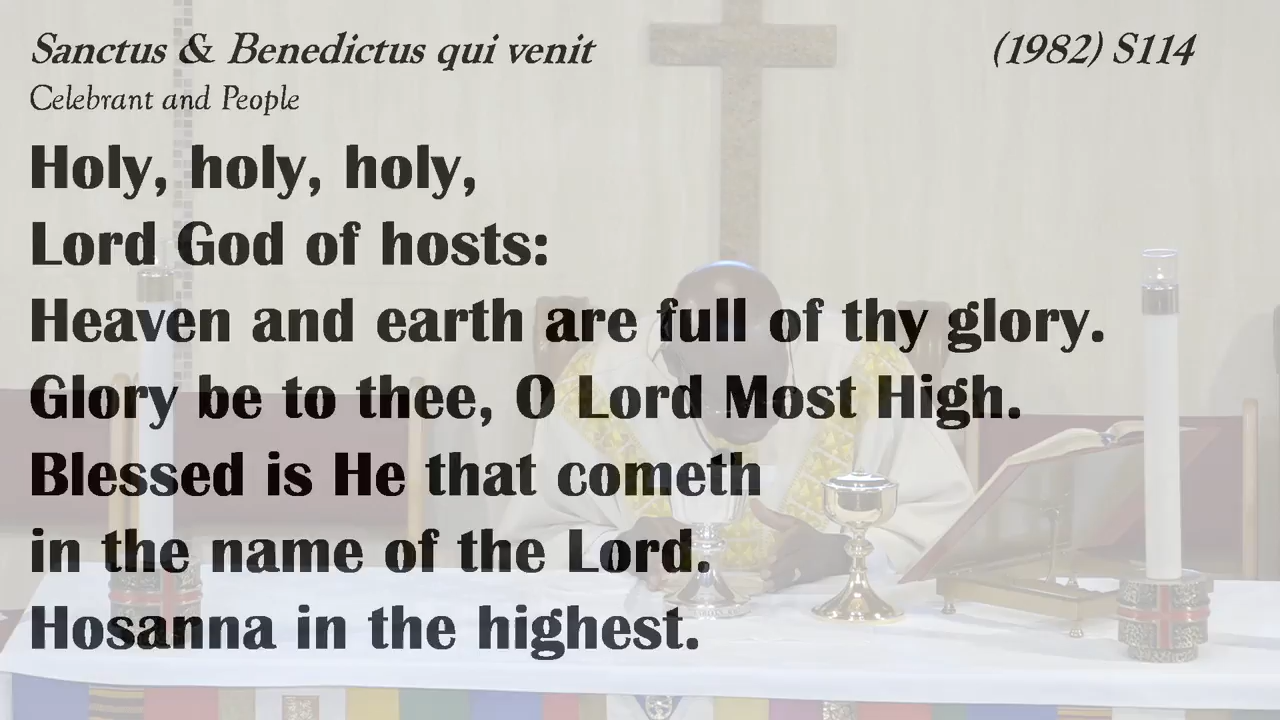 Sanctus & Benedictus qui venit (1982) S114
Celebrant and People
Holy, holy, holy,
Lord God of hosts:
Heaven and earth are full of thy glory.
Glory be to thee, O Lord Most High.
Blessed is He that cometh
in the name of the Lord.
Hosanna in the highest.